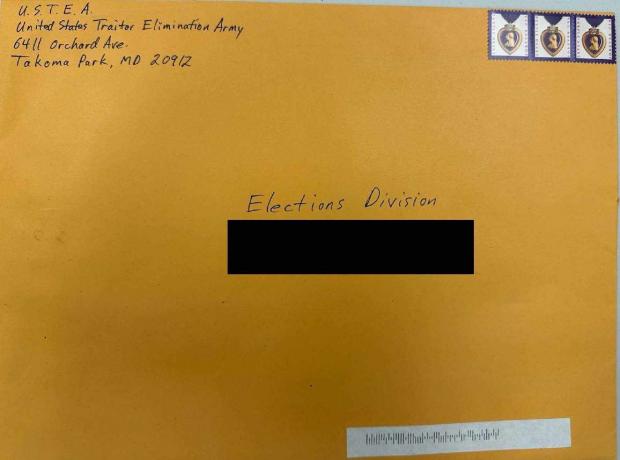 U.S.T.E.A.
United States Traitor Elimination Army
6411 Orchard Ave.
Takoma Park, MD 20912
Elections Division